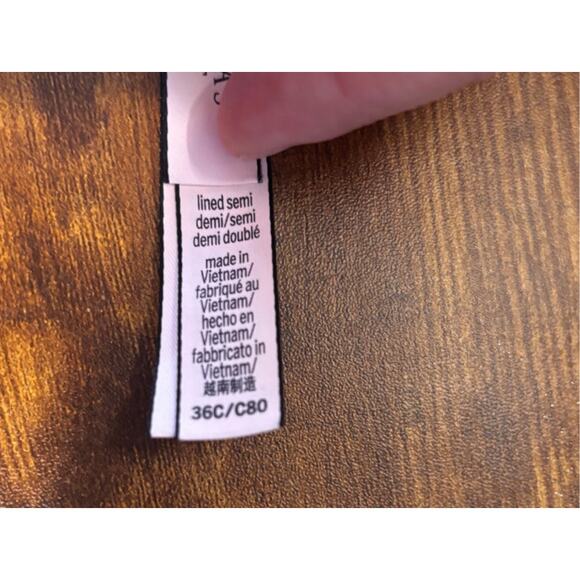 lined semi
demi/semi
demi doublé
made in
Vietnam/
fabriqué au
Vietnam/
hecho en
Vietnam/
fabbricato in
Vietnam/
越南制造
36C/C80